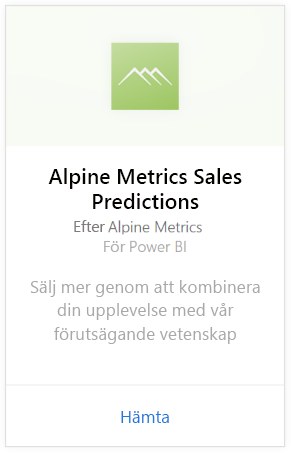 Alpine Metrics Sales
Predictions
Efter Alpine Metrics
För Power BI
Sälj mer genom att kombinera
din upplevelse med vår
förutsägande vetenskap
Hämta